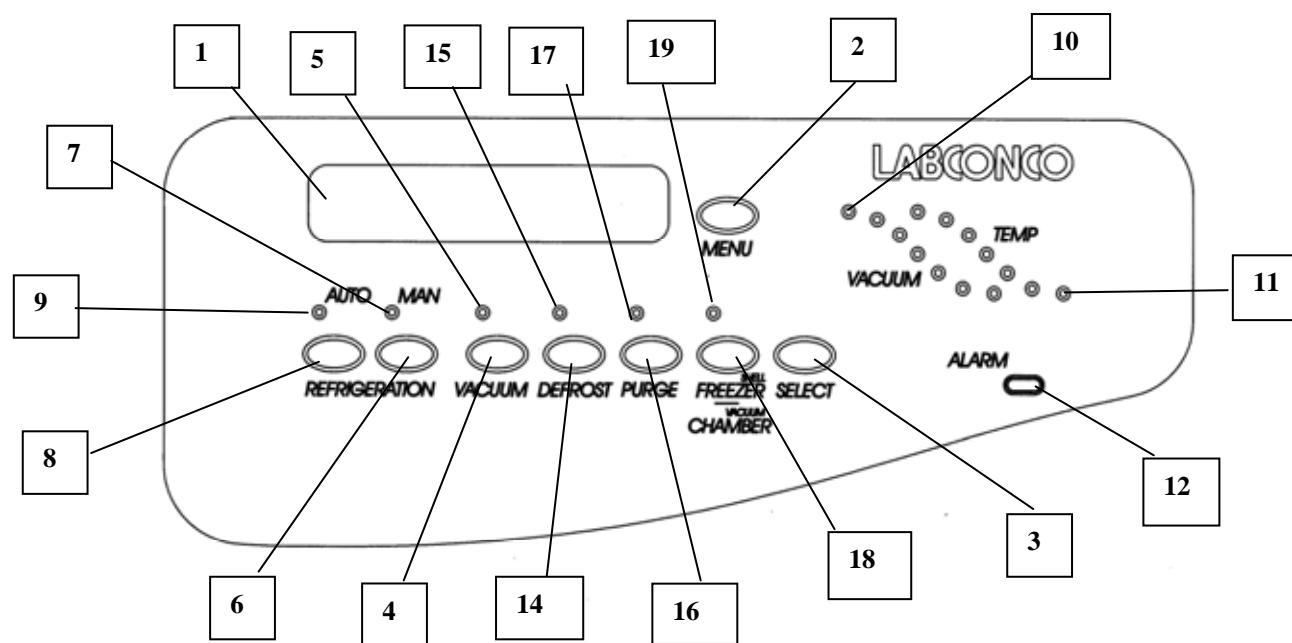 1 5 15 17 19 2 10
LABCONCO
7
MENU
TEMP
VACUUM
9 AUTO MAN 11
ALARM
REFRIGERATION VACUUM DEFROST PURGE SHELL
FREEZER SELECT
VACUUM
CHAMBER
8 12
6 4 14 16 18 3